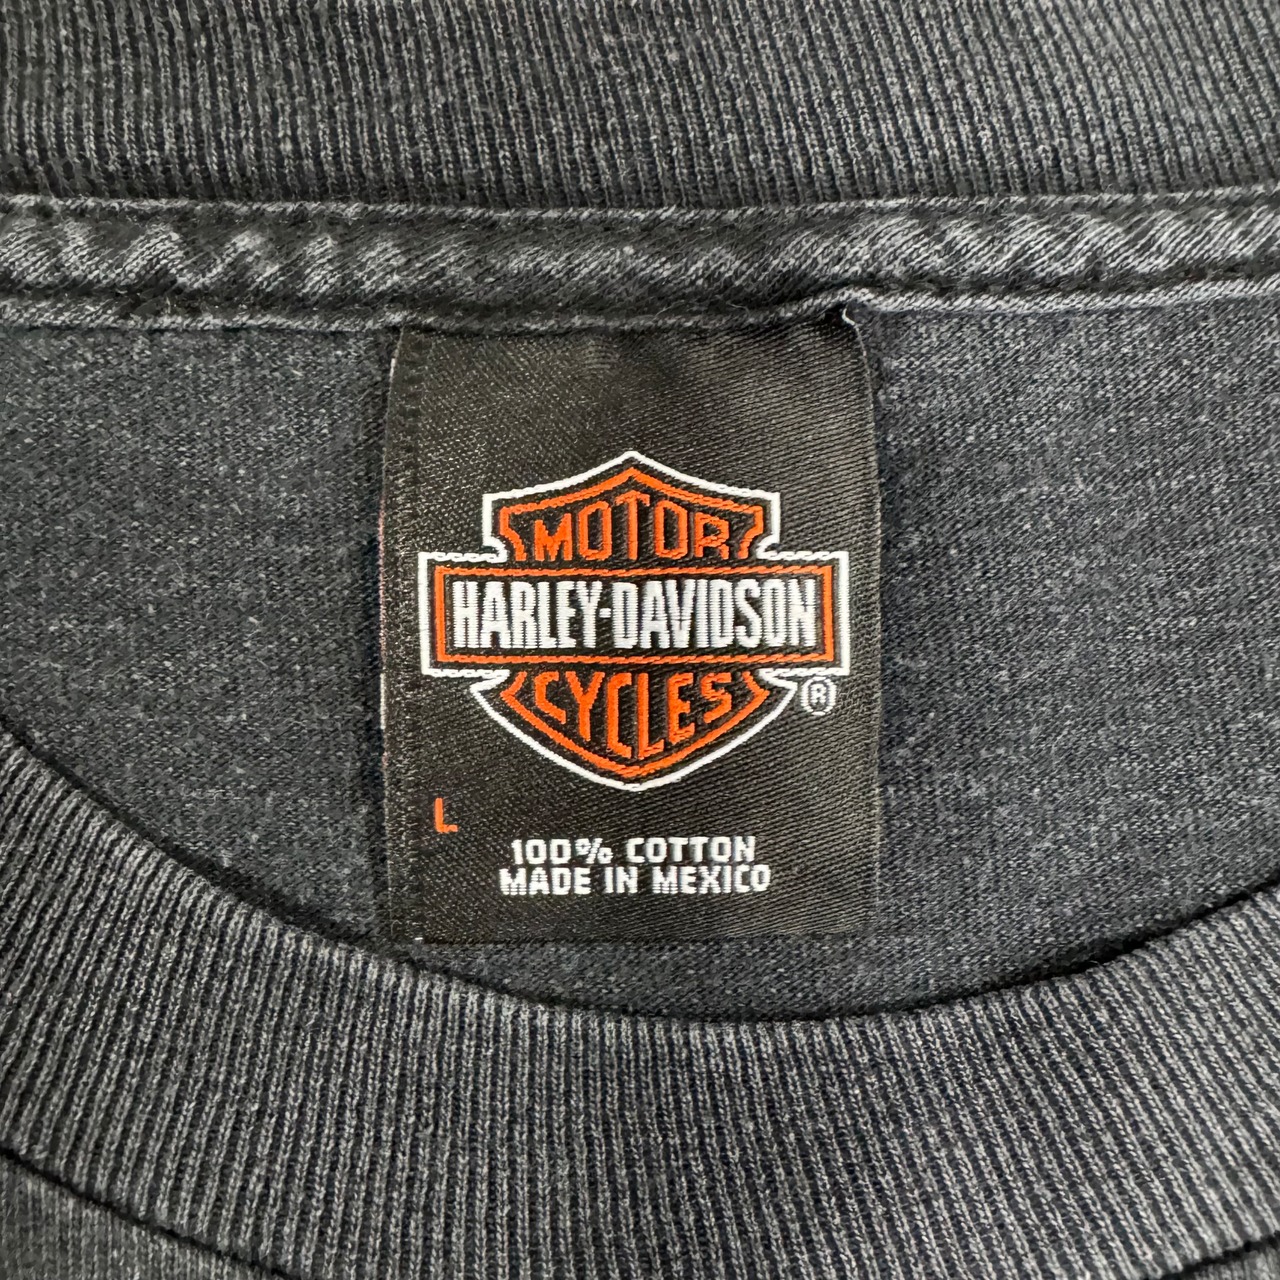 MOTOR
HARLEY-DAVIDSON
CYCLES
®
L
100% COTTON
MADE IN MEXICO